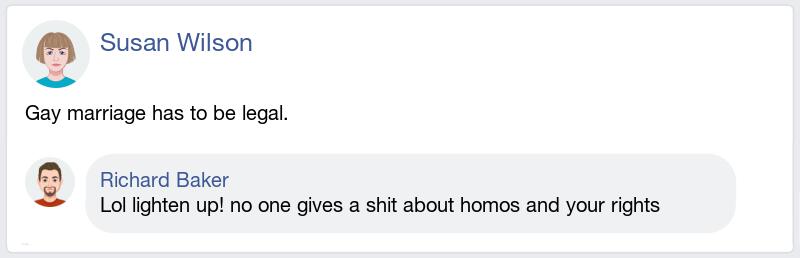 Susan Wilson
Gay marriage has to be legal.
Richard Baker
Lol lighten up! no one gives a shit about homos and your rights